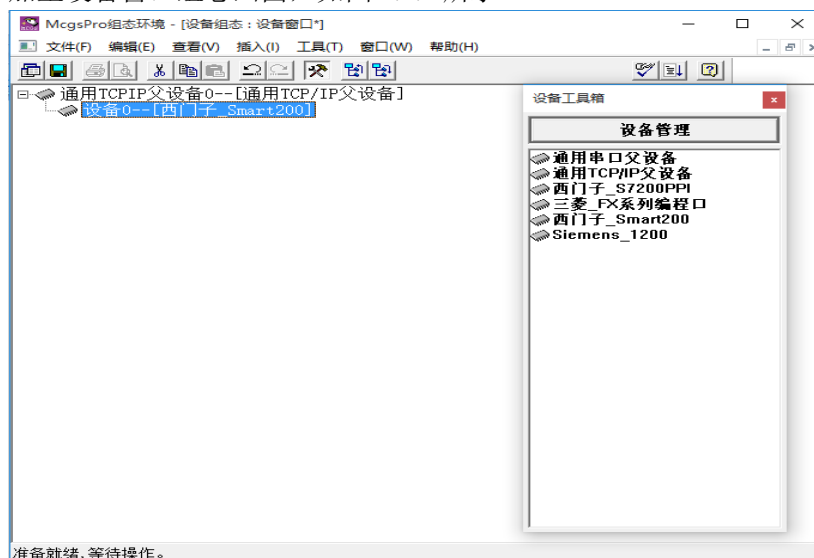 McgsPro组态环境 - [设备组态：设备窗口*]
文件(F) 编辑(E) 查看(V) 插入(I) 工具(T) 窗口(W) 帮助(H)
通用TCPIP父设备0--[通用TCP/IP父设备]
设备0--[西门子_Smart200]
设备工具箱
设备管理
通用串口父设备
通用TCP/IP父设备
西门子_S7200PPI
三菱_FX系列编程口
西门子_Smart200
Siemens_1200
准备就绪,等待操作。